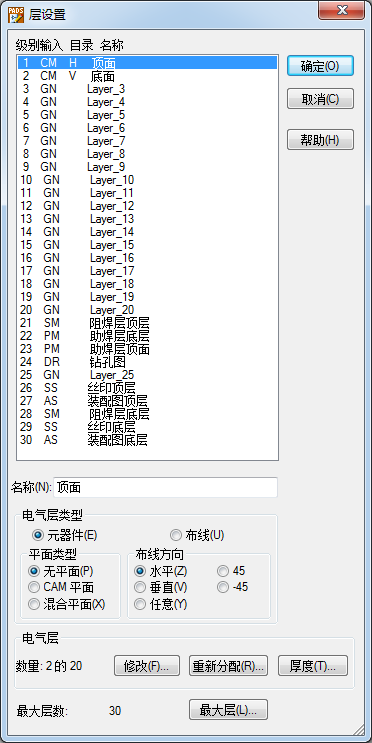 PADS
层设置
级别输入 目录 名称
1 CM H 顶面
2 CM V 底面
3 GN Layer_3
4 GN Layer_4
5 GN Layer_5
6 GN Layer_6
7 GN Layer_7
8 GN Layer_8
9 GN Layer_9
10 GN Layer_10
11 GN Layer_11
12 GN Layer_12
13 GN Layer_13
14 GN Layer_14
15 GN Layer_15
16 GN Layer_16
17 GN Layer_17
18 GN Layer_18
19 GN Layer_19
20 GN Layer_20
21 SM 阻焊层顶层
22 PM 助焊层底层
23 PM 助焊层顶面
24 DR 钻孔图
25 GN Layer_25
26 SS 丝印顶层
27 AS 装配图顶层
28 SM 阻焊层底层
29 SS 丝印底层
30 AS 装配图底层
确定(O)
取消(C)
帮助(H)
名称(N): 顶面
电气层类型
元器件(E) 布线(U)
平面类型
无平面(P)
CAM 平面
混合平面(X)
布线方向
水平(Z) 45
垂直(V) -45
任意(Y)
电气层
数量: 2 的 20 修改(F)... 重新分配(R)... 厚度(T)...
最大层数: 30 最大层(L)...